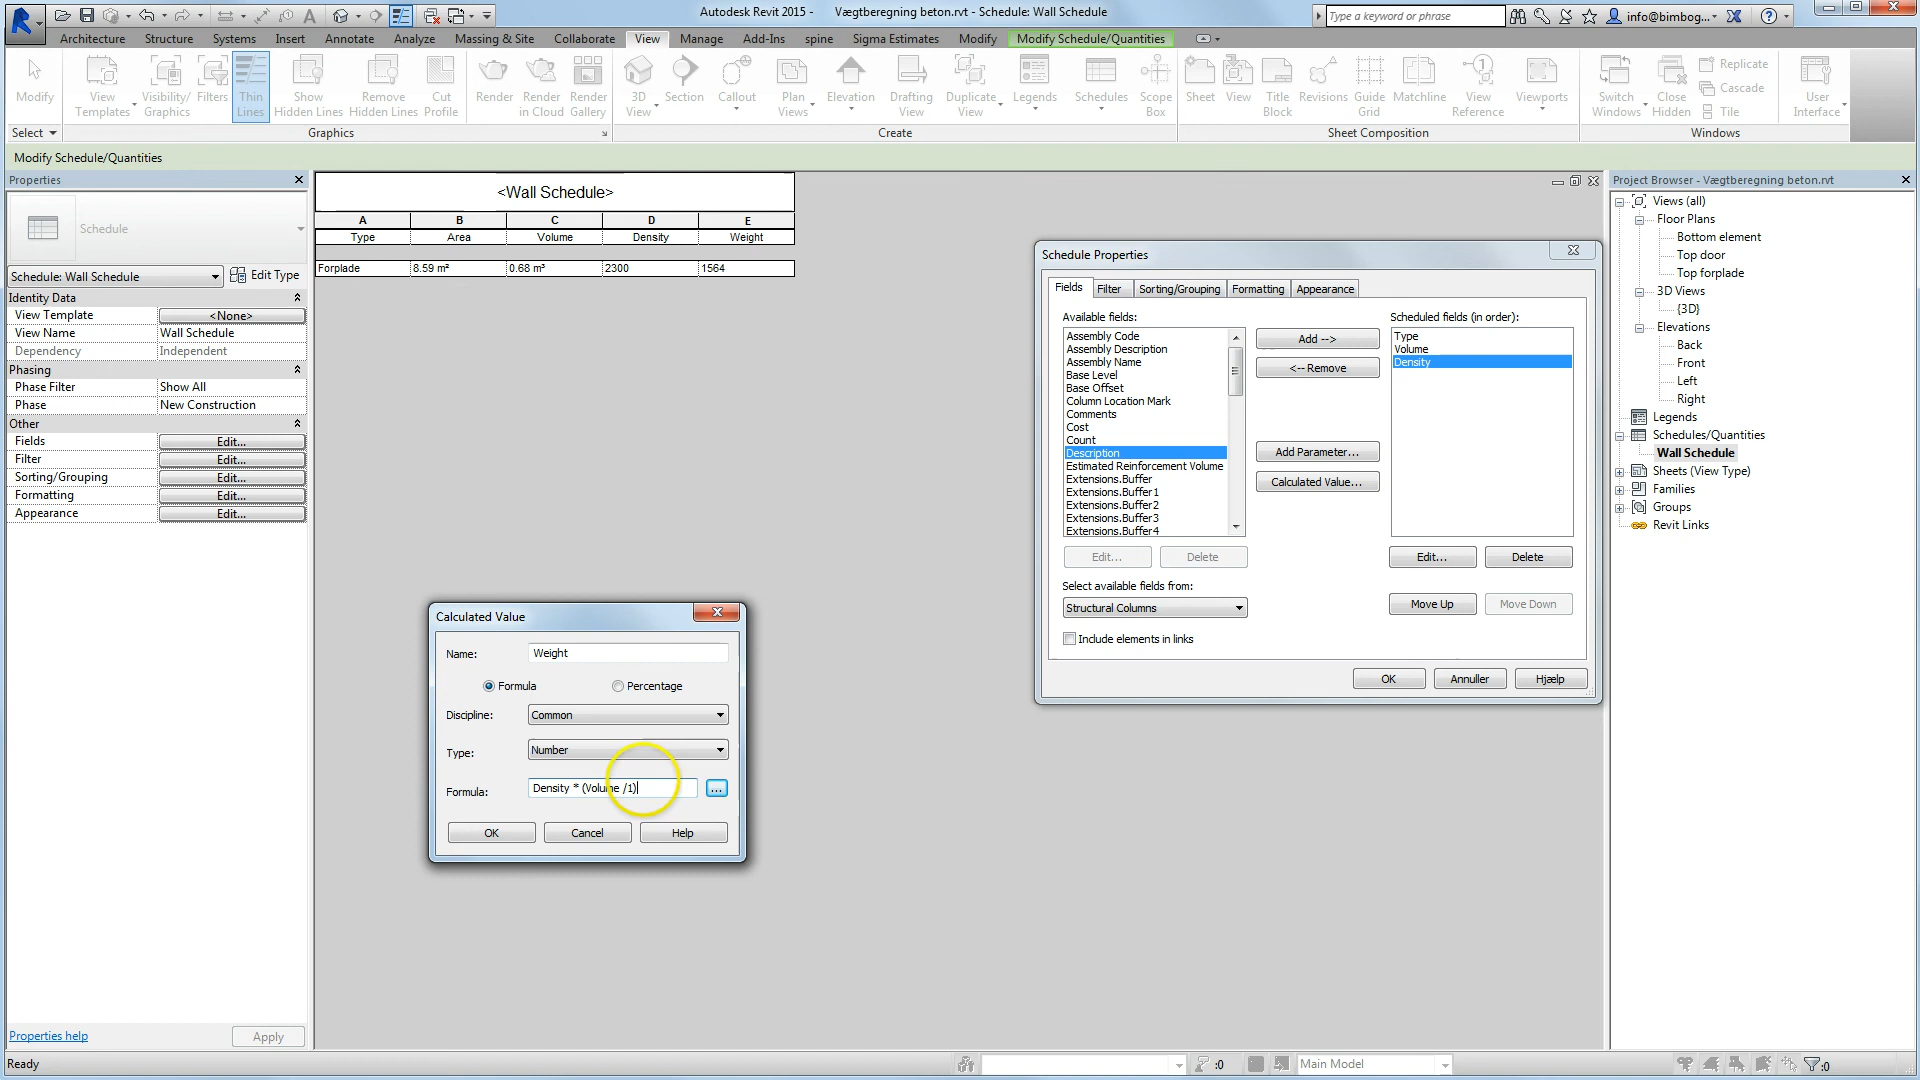 Autodesk Revit 2015 - Vægtberegning beton.rvt - Schedule: Wall Schedule
Type a keyword or phrase
info@bimbog...
Architecture Structure Systems Insert Annotate Analyze Massing & Site Collaborate View Manage Add-Ins spine Sigma Estimates Modify Modify Schedule/Quantities
Modify
View Templates
Visibility/ Graphics
Filters
Thin Lines
Show Hidden Lines
Remove Hidden Lines
Cut Profile
Render
Render in Cloud
Render Gallery
3D View
Section
Callout
Plan Views
Elevation
Drafting View
Duplicate View
Legends
Schedules
Scope Box
Sheet
View
Title Block
Revisions
Guide Grid
Matchline
View Reference
Viewports
Switch Windows
Close Hidden
Replicate
Cascade
Tile
User Interface
Select Graphics Create Sheet Composition Windows
Modify Schedule/Quantities
Properties
Schedule
Schedule: Wall Schedule Edit Type
Identity Data
View Template <None>
View Name Wall Schedule
Dependency Independent
Phasing
Phase Filter Show All
Phase New Construction
Other
Fields Edit...
Filter Edit...
Sorting/Grouping Edit...
Formatting Edit...
Appearance Edit...
Properties help Apply
<Wall Schedule>
A B C D E
Type Area Volume Density Weight
Forplade 8.59 m² 0.68 m³ 2300 1564
Calculated Value
Name: Weight
Formula Percentage
Discipline: Common
Type: Number
Formula: Density * (Volume /1) ...
OK Cancel Help
Schedule Properties
Fields Filter Sorting/Grouping Formatting Appearance
Available fields:
Assembly Code
Assembly Description
Assembly Name
Base Level
Base Offset
Column Location Mark
Comments
Cost
Count
Description
Estimated Reinforcement Volume
Extensions.Buffer
Extensions.Buffer1
Extensions.Buffer2
Extensions.Buffer3
Extensions.Buffer4
Add -->
<-- Remove
Add Parameter...
Calculated Value...
Scheduled fields (in order):
Type
Volume
Density
Edit... Delete Edit... Delete
Select available fields from:
Structural Columns Move Up Move Down
Include elements in links
OK Annuller Hjælp
Project Browser - Vægtberegning beton.rvt
Views (all)
Floor Plans
Bottom element
Top door
Top forplade
3D Views
{3D}
Elevations
Back
Front
Left
Right
Legends
Schedules/Quantities
Wall Schedule
Sheets (View Type)
Families
Groups
Revit Links
Ready :0 Main Model :0